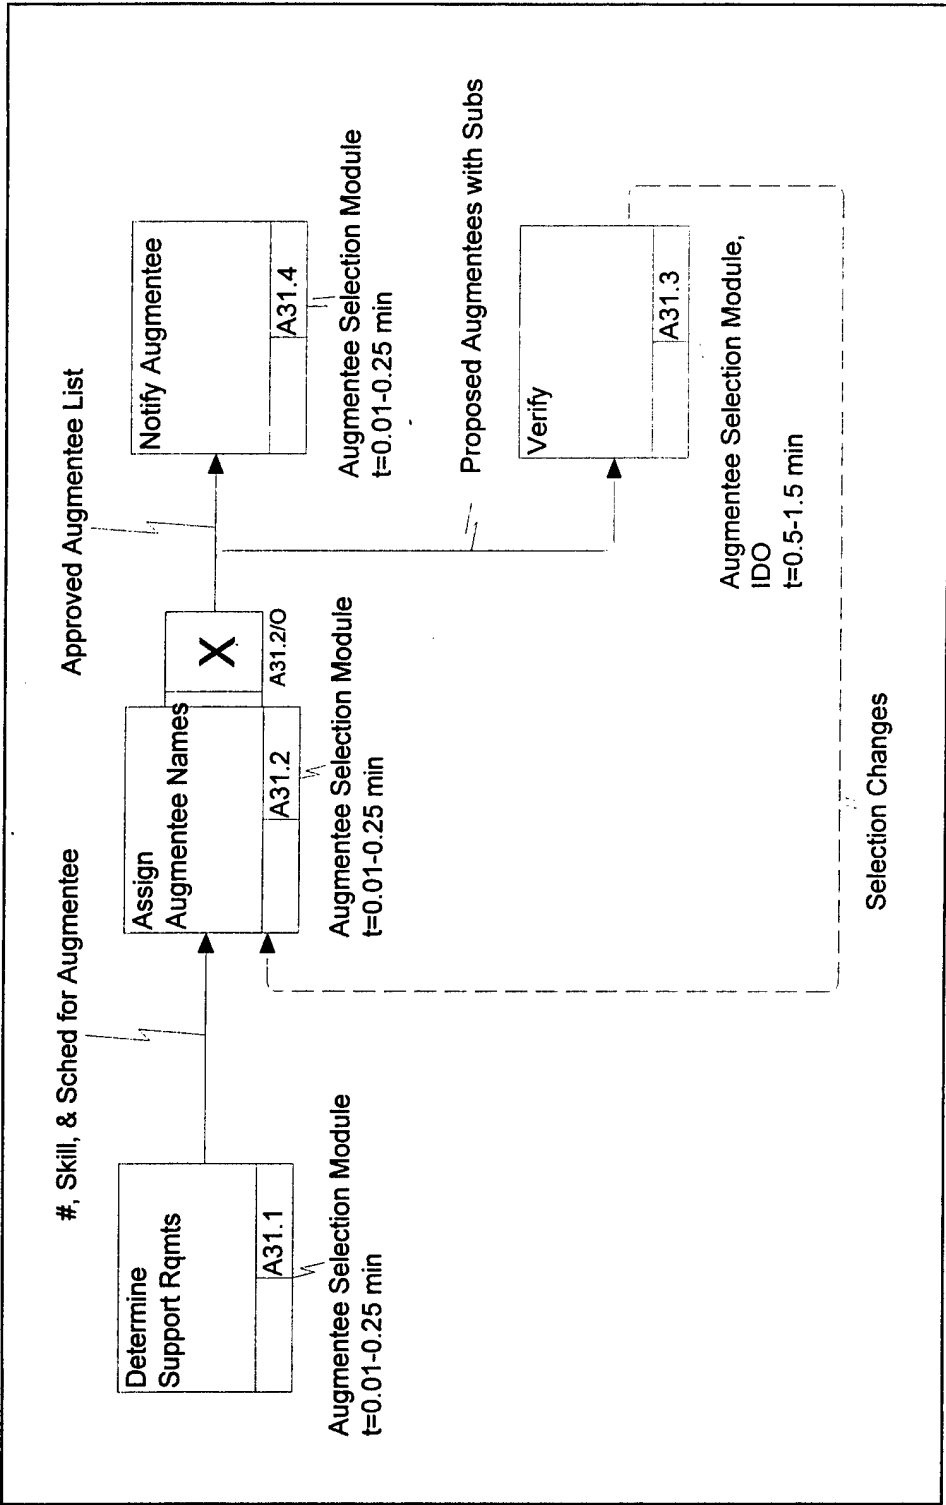 #, Skill, & Sched for Augmentee
Approved Augmentee List
Determine
Support Rqmts
A31.1
Augmentee Selection Module
t=0.01-0.25 min
Assign
Augmentee Names
A31.2
X
A31.2/O
Augmentee Selection Module
t=0.01-0.25 min
Notify Augmentee
A31.4
Augmentee Selection Module
t=0.01-0.25 min
Proposed Augmentees with Subs
Verify
A31.3
Augmentee Selection Module,
IDO
t=0.5-1.5 min
Selection Changes